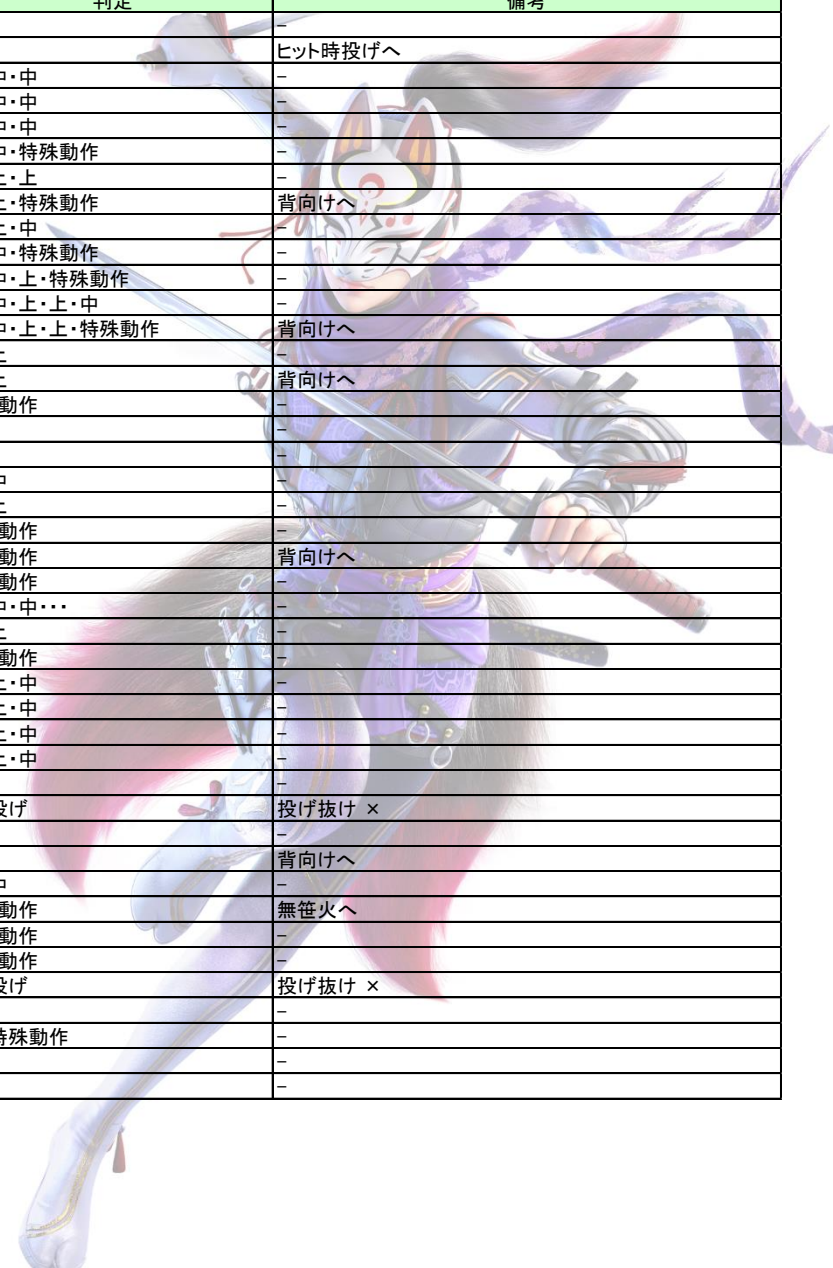 判定 備考
–
ヒット時投げへ
中・中 –
中・中 –
中・中 –
中・特殊動作 –
上・上 –
上・特殊動作 背向けへ
上・中 –
中・特殊動作 –
中・上・特殊動作 –
中・上・上・中 –
中・上・上・特殊動作 背向けへ
上 –
上 背向けへ
動作 –
–
–
中 –
上 –
動作 –
動作 背向けへ
動作 –
中・中・・・ –
上 –
動作 –
上・中 –
上・中 –
上・中 –
上・中 –
–
投げ 投げ抜け ×
–
背向けへ
中 –
動作 無笹火へ
動作 –
動作 –
投げ 投げ抜け ×
–
特殊動作 –
–
–